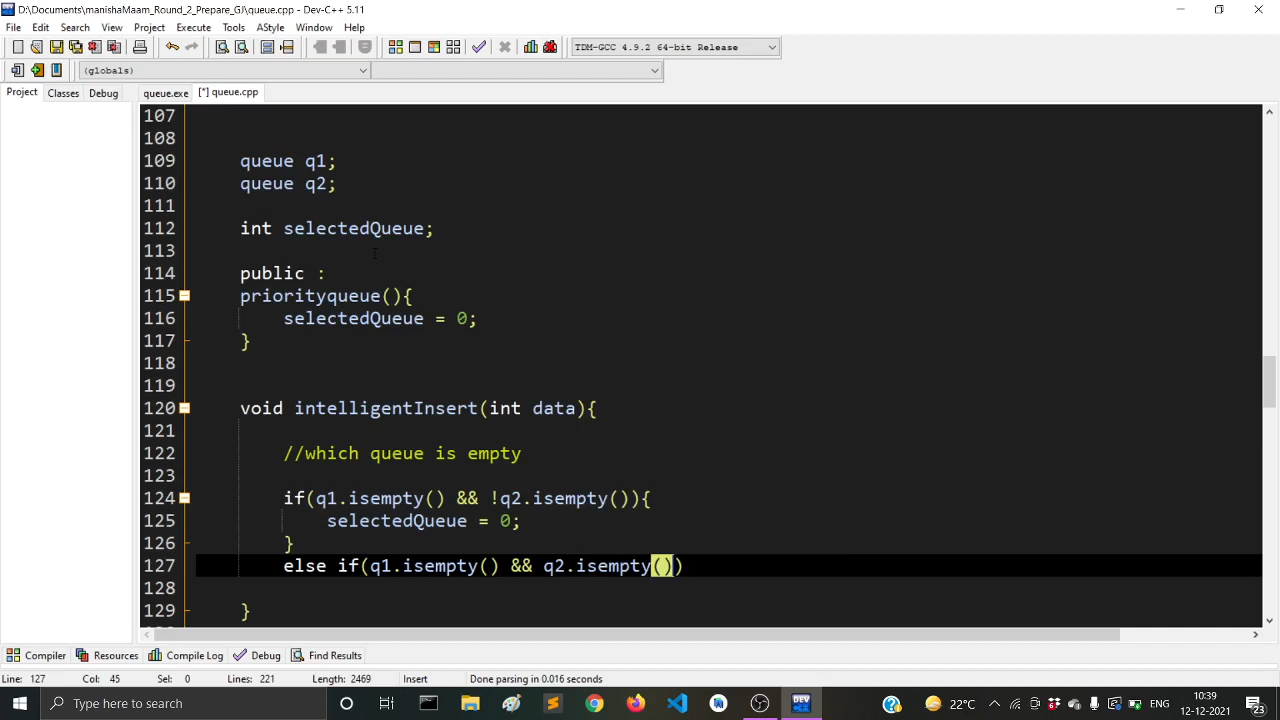 D:\Documents\manishaMaam_Round_2_Prepare_GJ\queue.cpp - Dev-C++ 5.11
File Edit Search View Project Execute Tools AStyle Window Help
TDM-GCC 4.9.2 64-bit Release
(globals)
Project Classes Debug queue.exe [*] queue.cpp
107
108
109 queue q1;
110 queue q2;
111
112 int selectedQueue;
113
114 public :
115 priorityqueue(){
116 selectedQueue = 0;
117 }
118
119
120 void intelligentInsert(int data){
121
122 //which queue is empty
123
124 if(q1.isempty() && !q2.isempty()){
125 selectedQueue = 0;
126 }
127 else if(q1.isempty() && q2.isempty())
128
129 }
Compiler Resources Compile Log Debug Find Results
Line: 127 Col: 45 Sel: 0 Lines: 221 Length: 2469 Insert Done parsing in 0.016 seconds
Type here to search
DEV
22°C
ENG
10:39
12-12-2021
23